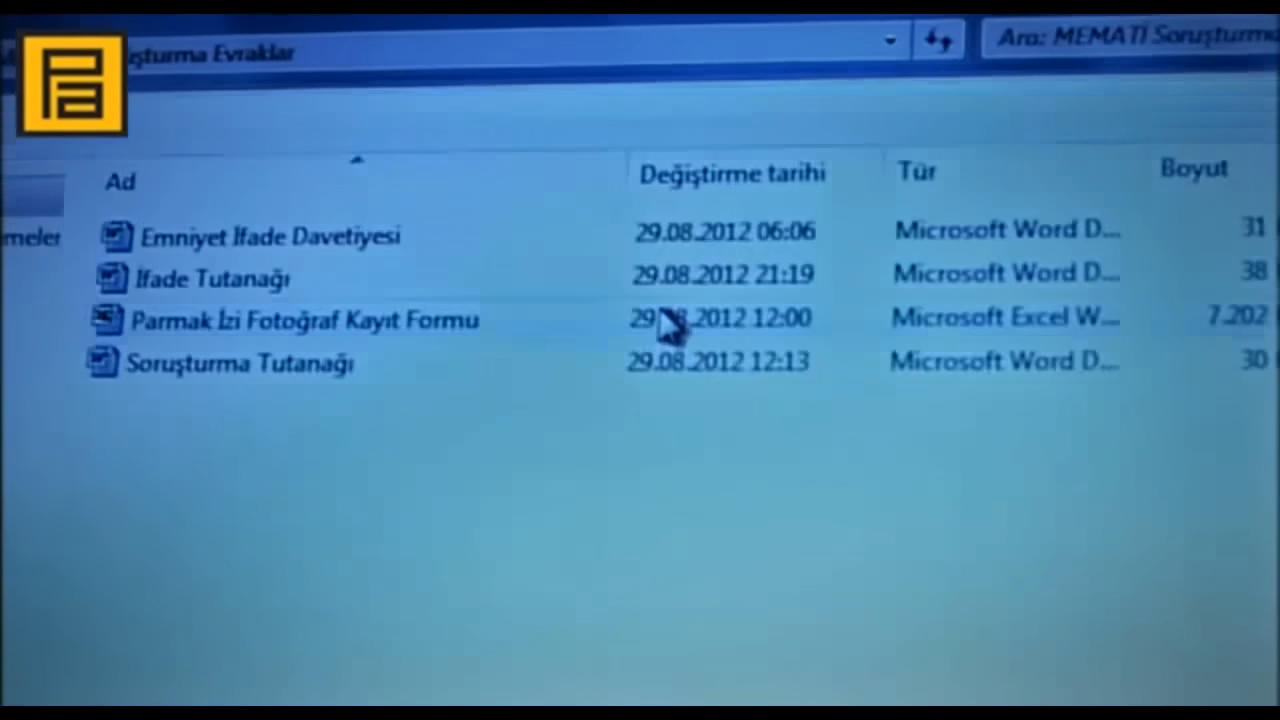 şturma Evraklar
Ara: MEMATİ Soruşturma
Ad Değiştirme tarihi Tür Boyut
meler
Emniyet İfade Davetiyesi 29.08.2012 06:06 Microsoft Word D... 31
İfade Tutanağı 29.08.2012 21:19 Microsoft Word D... 38
Parmak İzi Fotoğraf Kayıt Formu 29.08.2012 12:00 Microsoft Excel W... 7.202
Soruşturma Tutanağı 29.08.2012 12:13 Microsoft Word D... 30